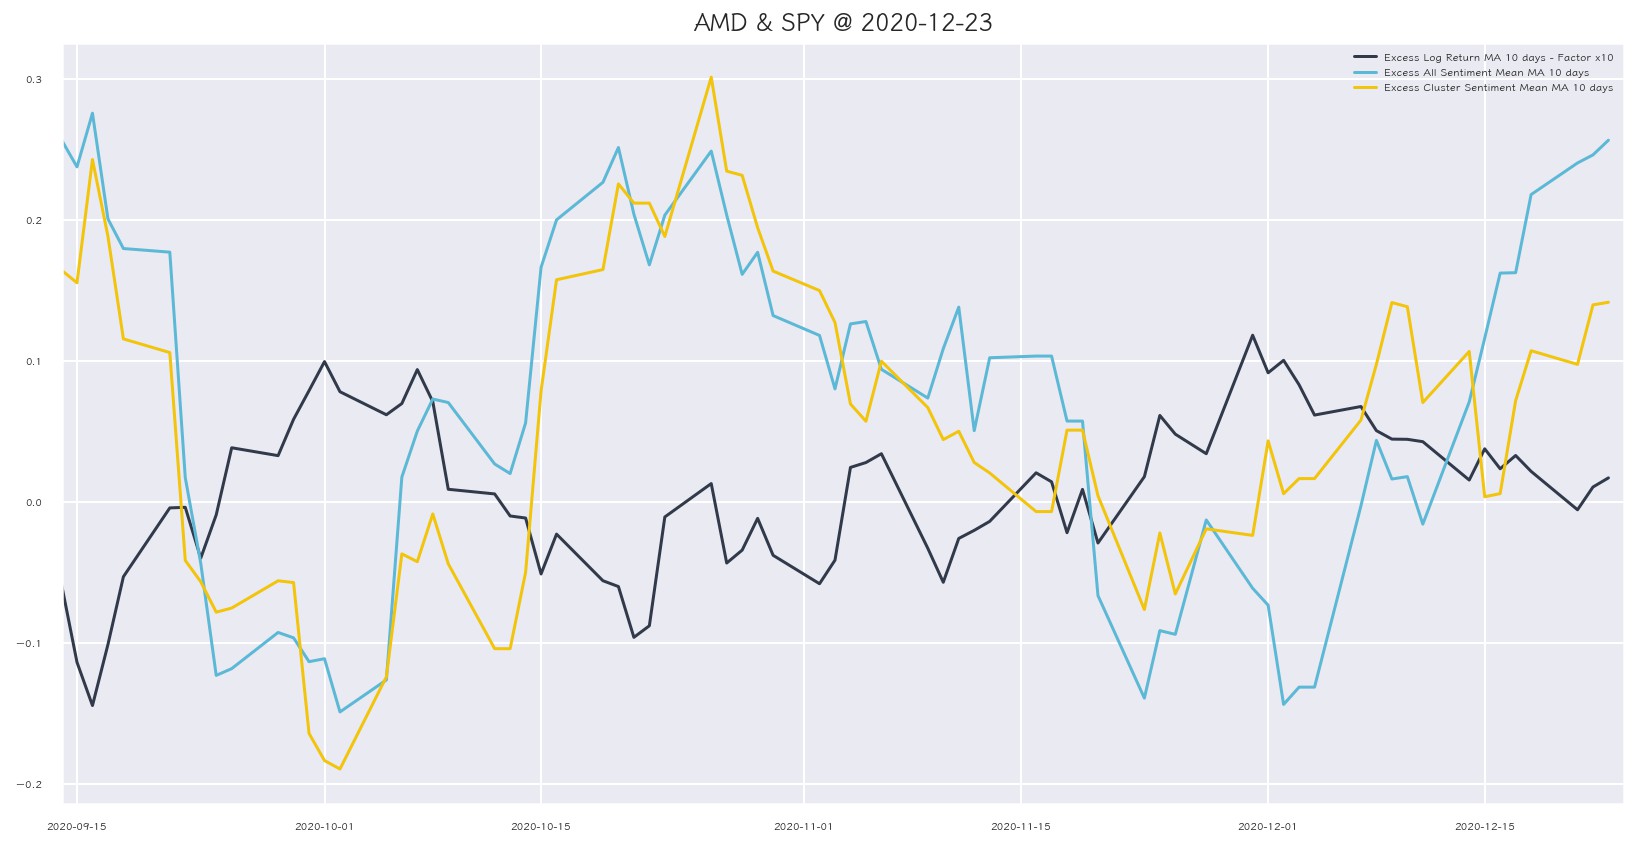 AMD & SPY @ 2020-12-23
Excess Log Return MA 10 days - Factor x10
Excess All Sentiment Mean MA 10 days
Excess Cluster Sentiment Mean MA 10 days
0.3
0.2
0.1
0.0
−0.1
−0.2
2020-09-15 2020-10-01 2020-10-15 2020-11-01 2020-11-15 2020-12-01 2020-12-15